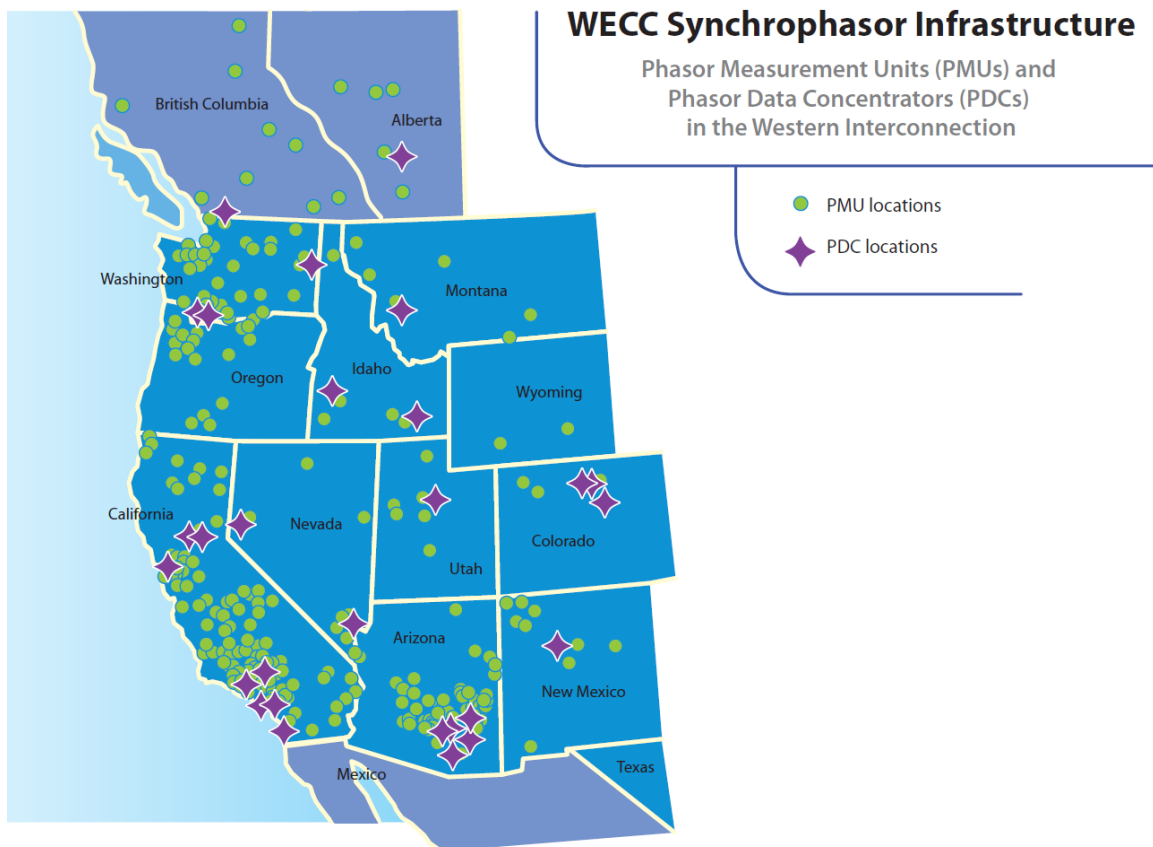 WECC Synchrophasor Infrastructure
Phasor Measurement Units (PMUs) and
Phasor Data Concentrators (PDCs)
in the Western Interconnection
PMU locations
PDC locations
British Columbia
Alberta
Washington
Montana
Oregon
Idaho
Wyoming
California
Nevada
Utah
Colorado
Arizona
New Mexico
Mexico
Texas